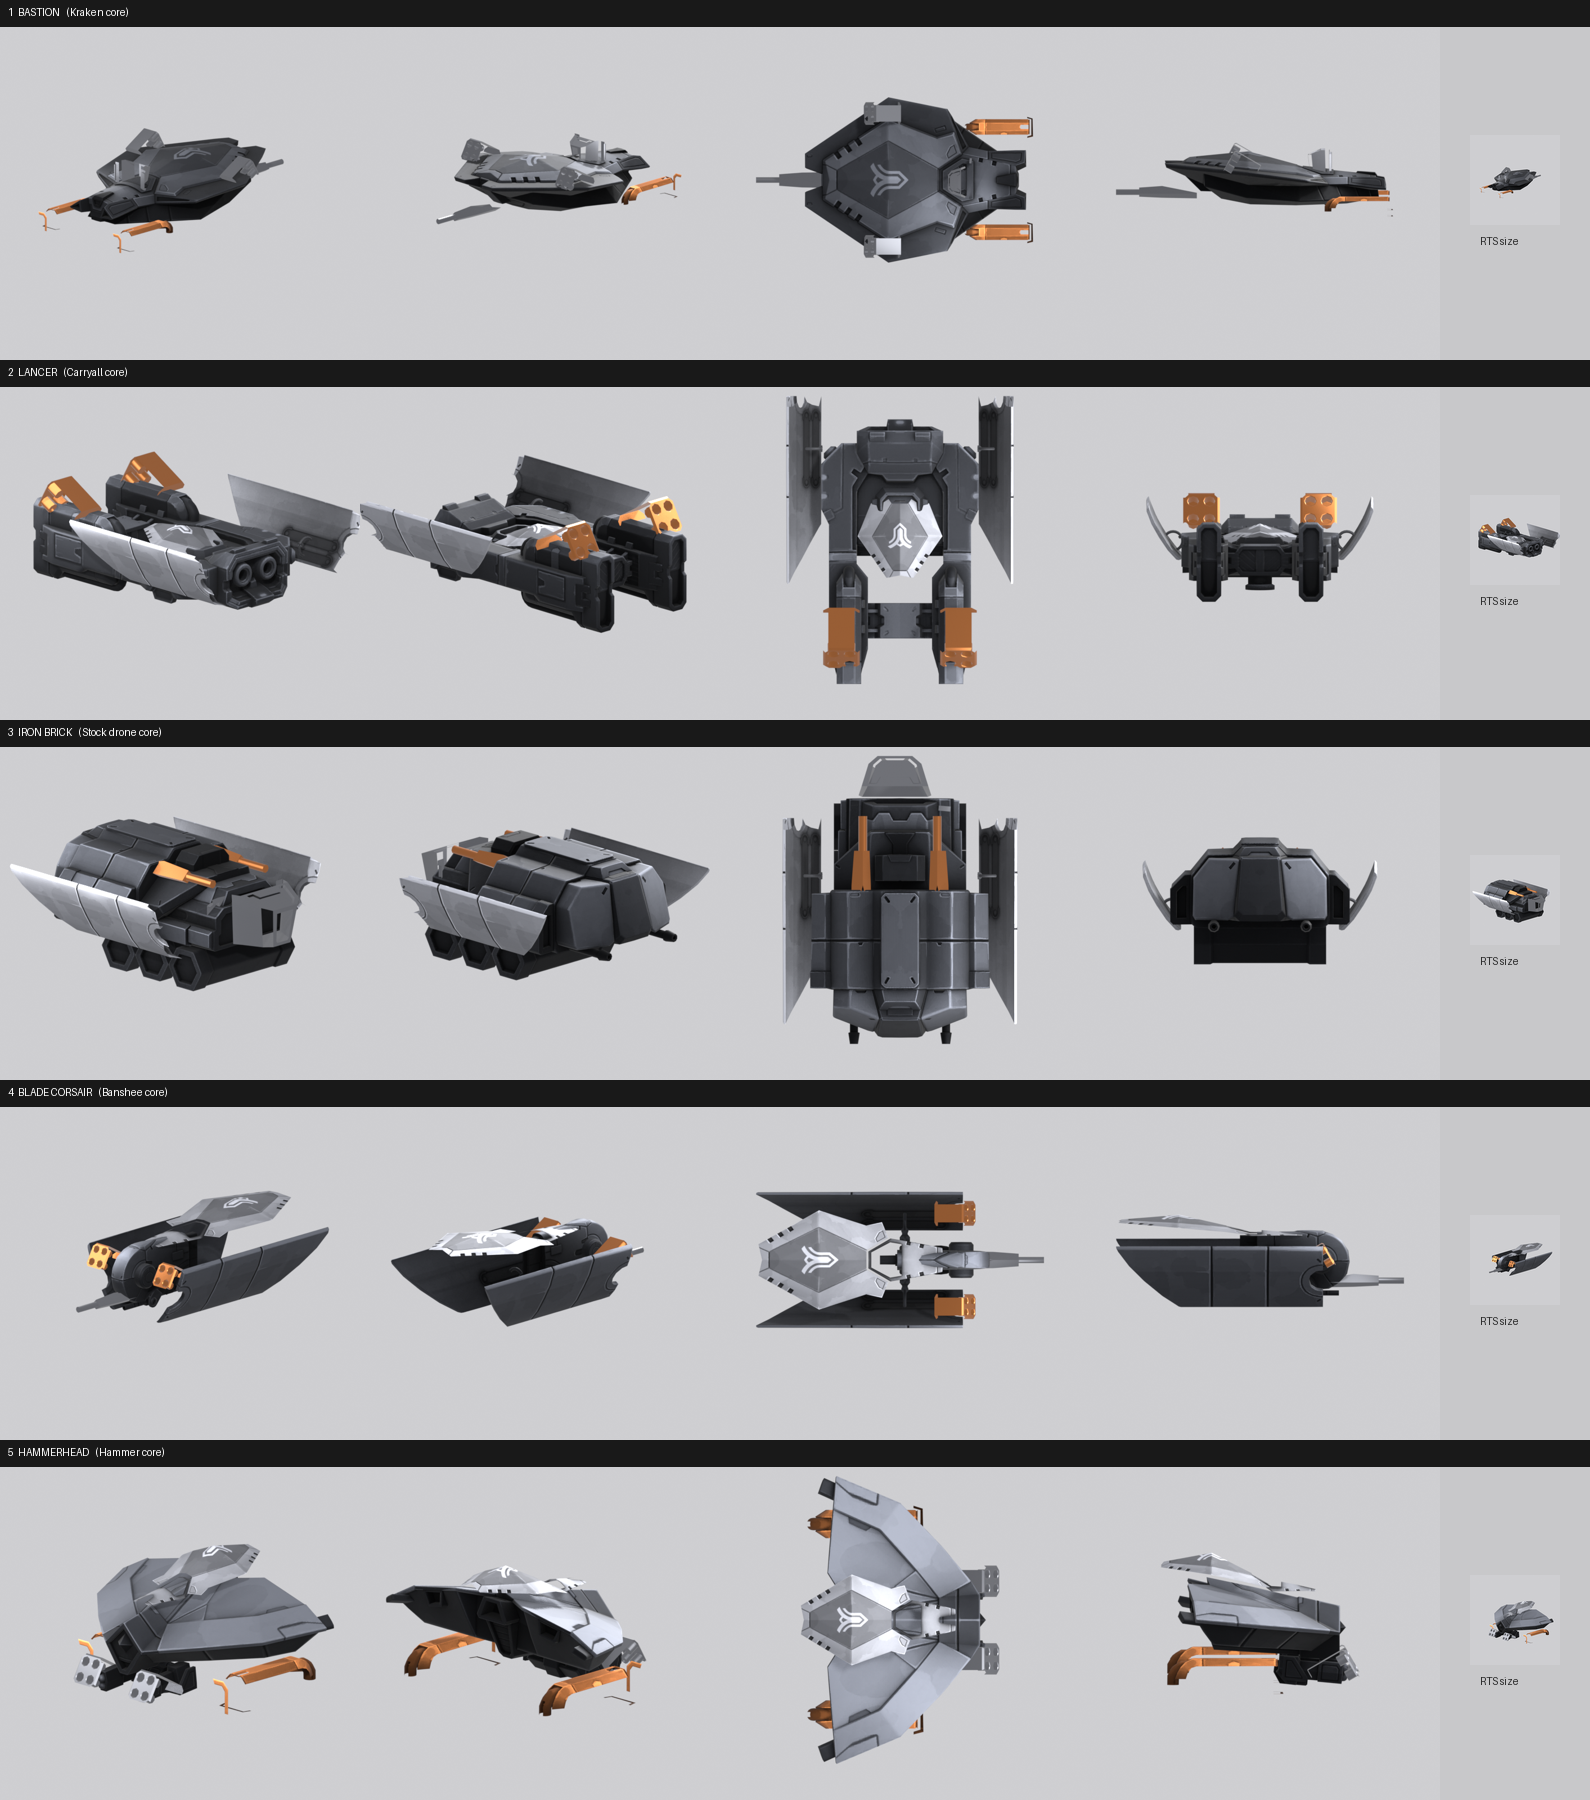 1 BASTION (Kraken core)
RTS size
2 LANCER (Carryall core)
RTS size
3 IRON BRICK (Stock drone core)
RTS size
4 BLADE CORSAIR (Banshee core)
RTS size
5 HAMMERHEAD (Hammer core)
RTS size